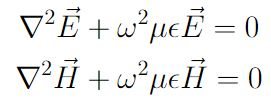 ∇²E⃗ + ω²μϵE⃗ = 0
∇²H⃗ + ω²μϵH⃗ = 0